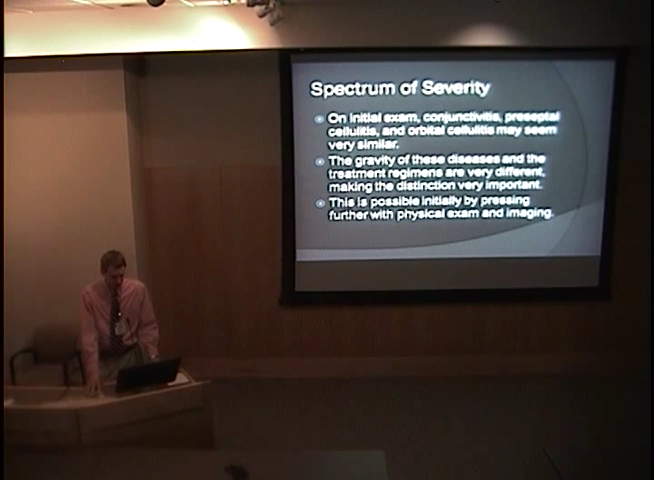 Spectrum of Severity
On initial exam, conjunctivitis, preseptal
cellulitis, and orbital cellulitis may seem
very similar.
The gravity of these diseases and the
treatment regimens are very different,
making the distinction very important.
This is possible initially by pressing
further with physical exam and imaging.